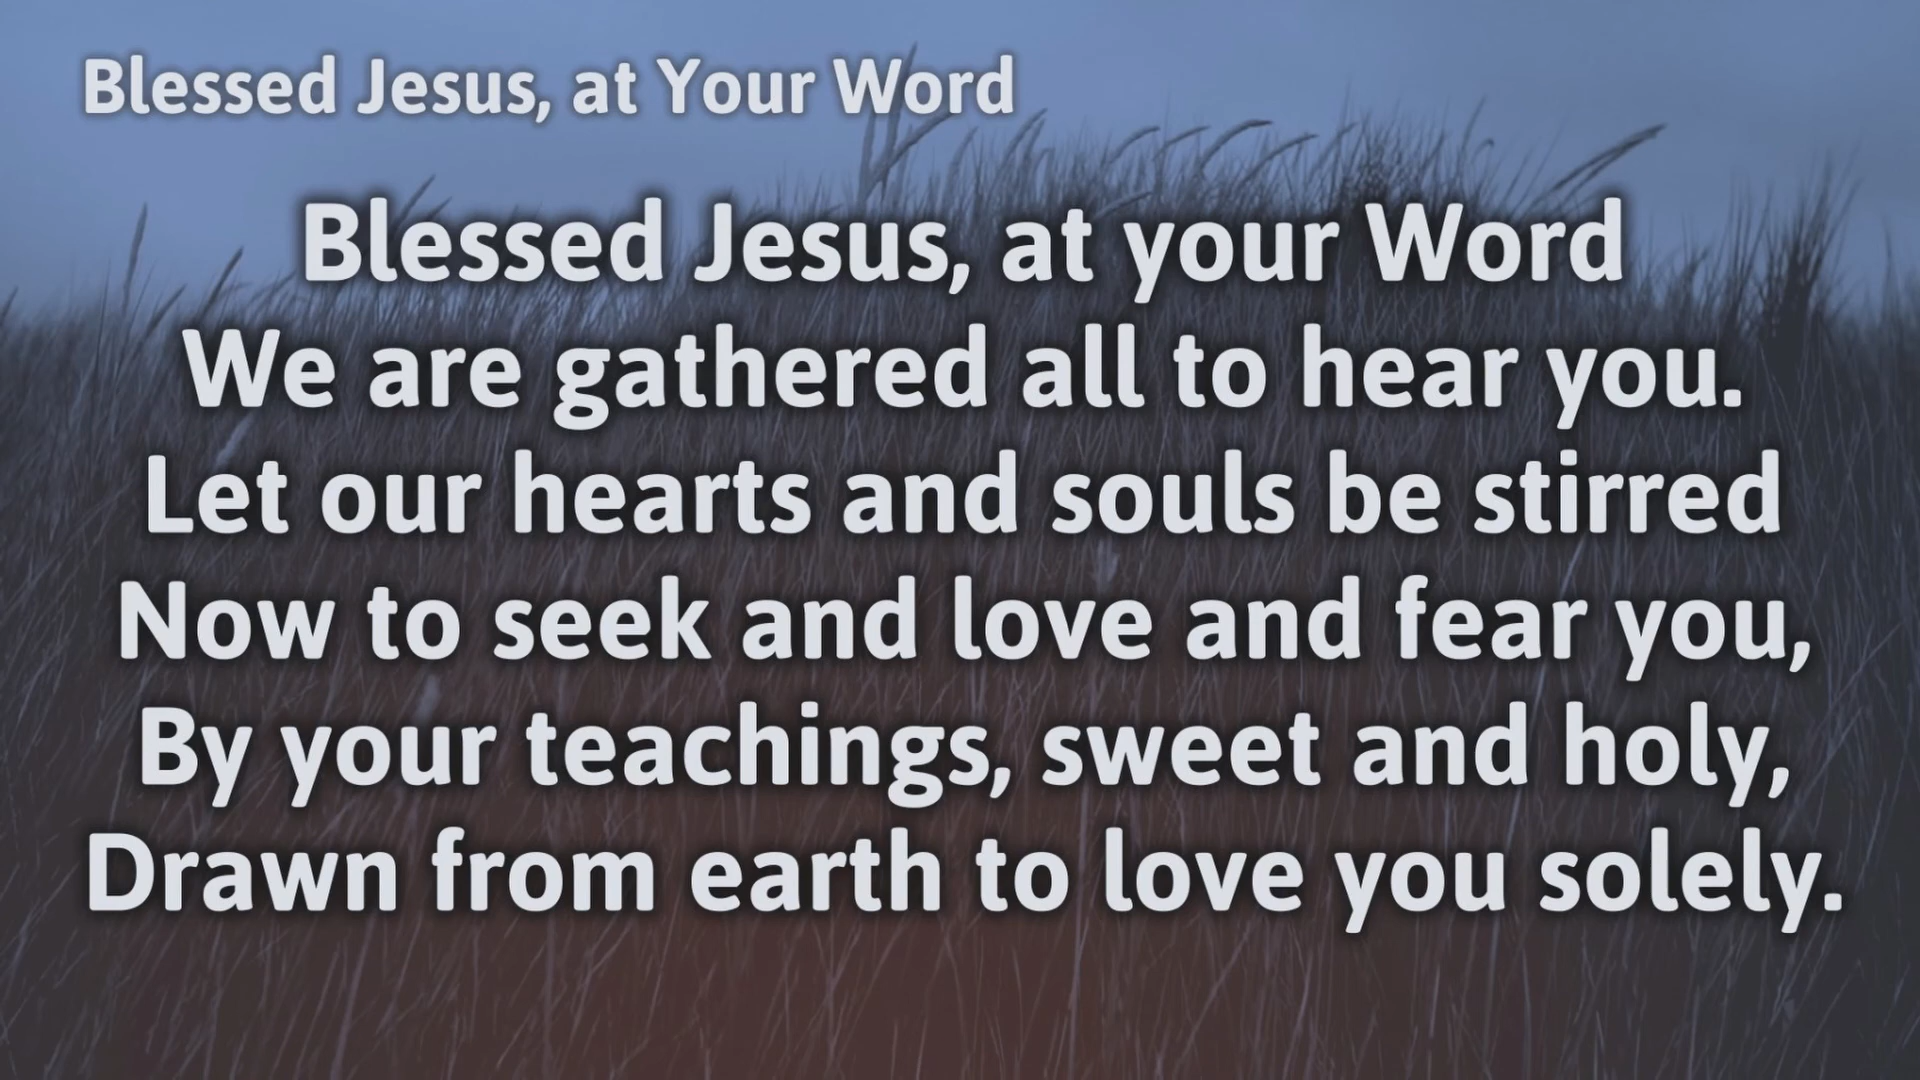 Blessed Jesus, at Your Word
Blessed Jesus, at your Word
We are gathered all to hear you.
Let our hearts and souls be stirred
Now to seek and love and fear you,
By your teachings, sweet and holy,
Drawn from earth to love you solely.